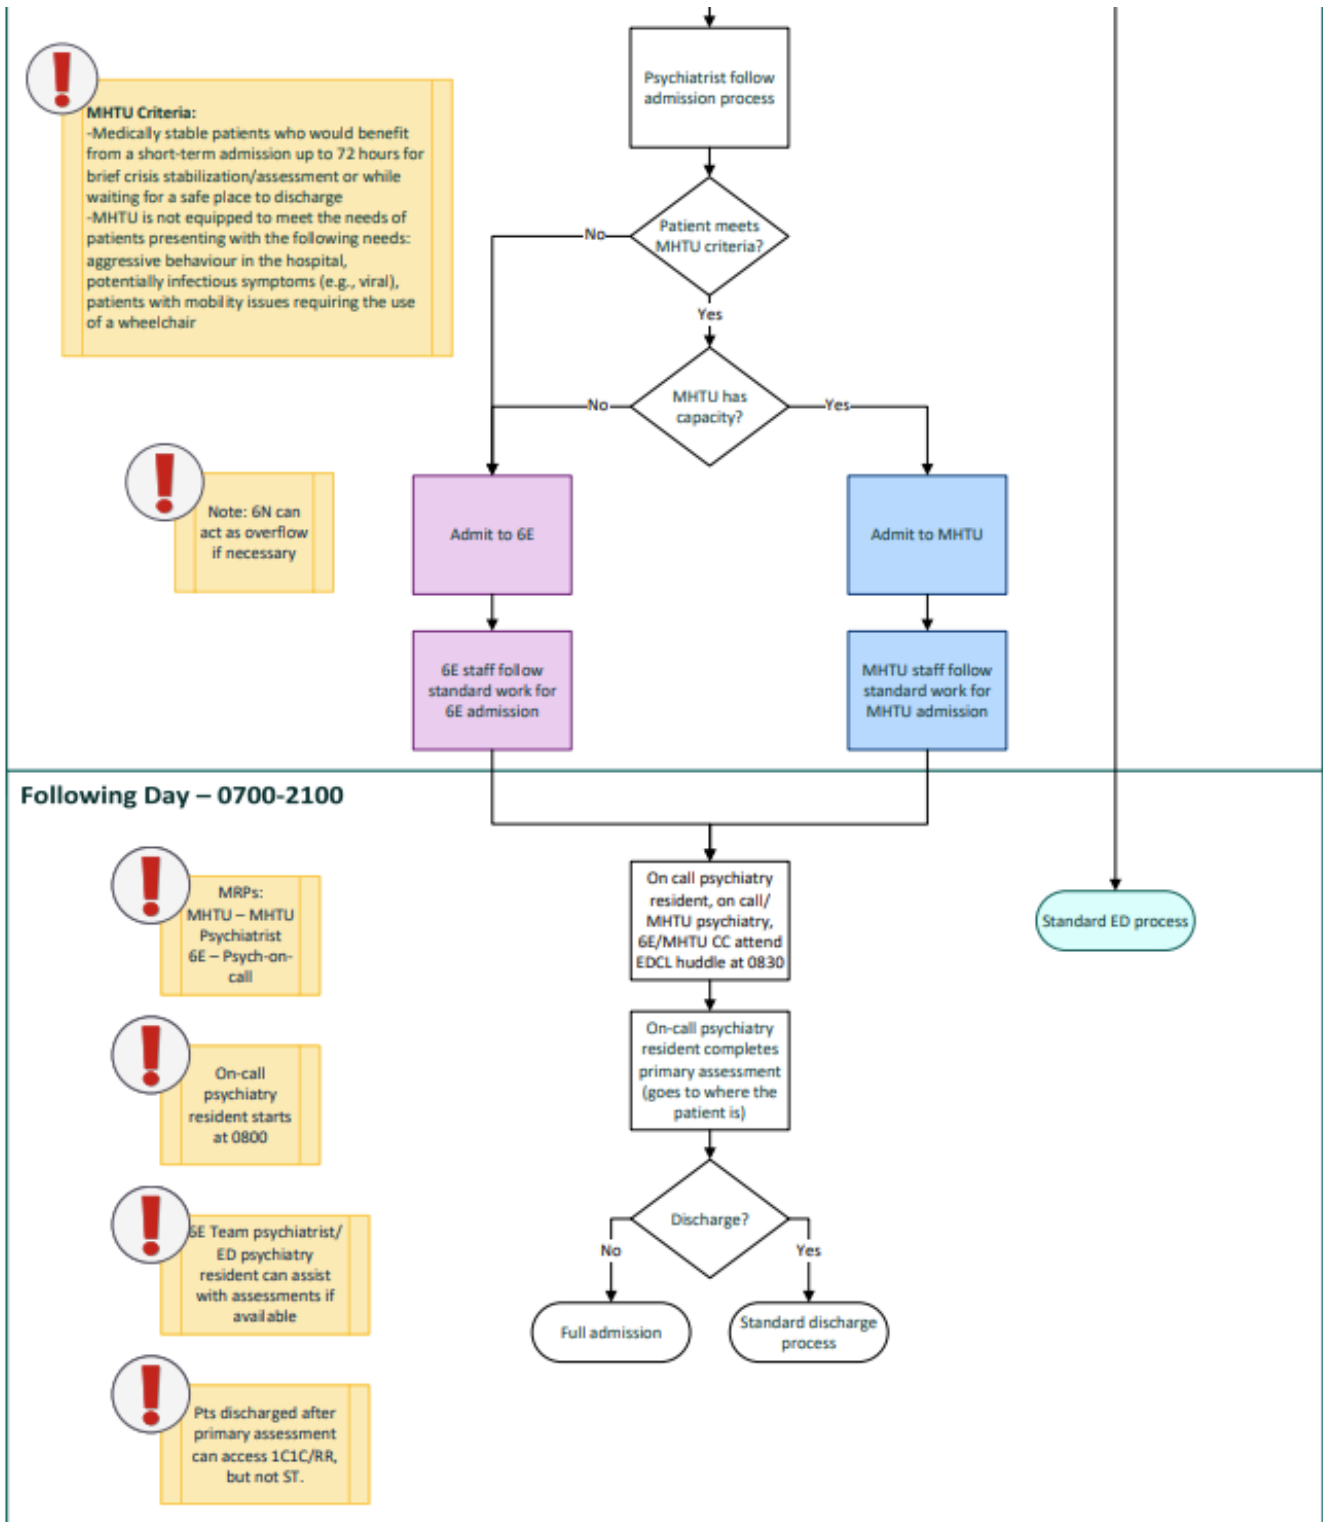 Psychiatrist follow
admission process
MHTU Criteria:
-Medically stable patients who would benefit
from a short-term admission up to 72 hours for
brief crisis stabilization/assessment or while
waiting for a safe place to discharge
-MHTU is not equipped to meet the needs of
patients presenting with the following needs:
aggressive behaviour in the hospital,
potentially infectious symptoms (e.g., viral),
patients with mobility issues requiring the use
of a wheelchair
Patient meets
MHTU criteria?
No
Yes
MHTU has
capacity?
No
Yes
Note: 6N can
act as overflow
if necessary
Admit to 6E
Admit to MHTU
6E staff follow
standard work for
6E admission
MHTU staff follow
standard work for
MHTU admission
Following Day – 0700-2100
MRPs:
MHTU – MHTU
Psychiatrist
6E – Psych-on-
call
On call psychiatry
resident, on call/
MHTU psychiatry,
6E/MHTU CC attend
EDCL huddle at 0830
Standard ED process
On-call
psychiatry
resident starts
at 0800
On-call psychiatry
resident completes
primary assessment
(goes to where the
patient is)
6E Team psychiatrist/
ED psychiatry
resident can assist
with assessments if
available
Discharge?
No
Yes
Full admission
Standard discharge
process
Pts discharged after
primary assessment
can access 1C1C/RR,
but not ST.